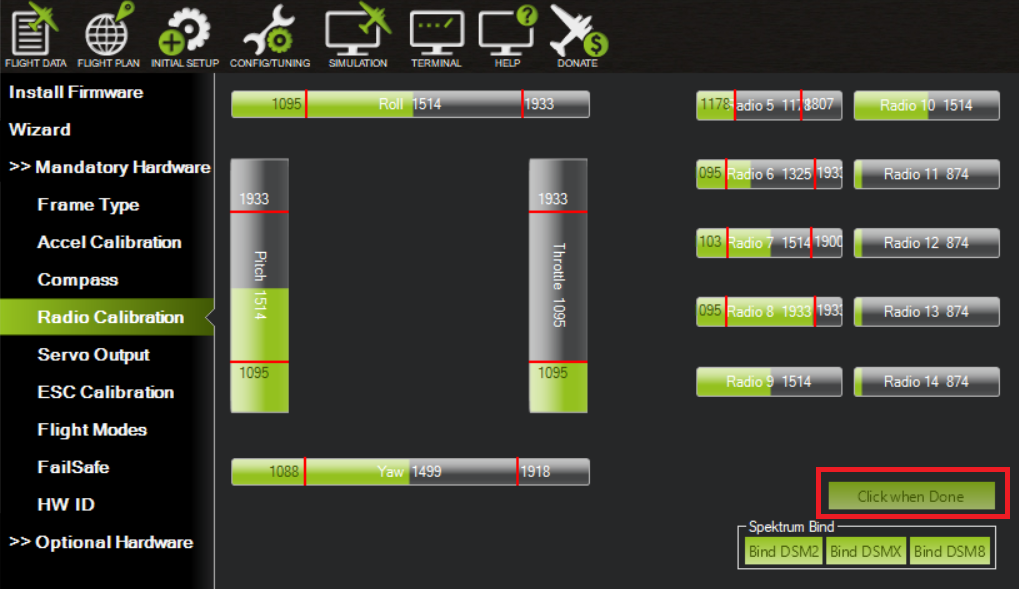 FLIGHT DATA FLIGHT PLAN INITIAL SETUP CONFIG/TUNING SIMULATION TERMINAL HELP DONATE
Install Firmware
Wizard
>> Mandatory Hardware
Frame Type
Accel Calibration
Compass
Radio Calibration
Servo Output
ESC Calibration
Flight Modes
FailSafe
HW ID
>> Optional Hardware
1095 Roll 1514 1933
1933
Pitch 1514
1095
1933
Throttle 1095
1095
1088 Yaw 1499 1918
1178 adio 5 1178 1807
095 Radio 6 1325 193
103 Radio 7 1514 1900
095 Radio 8 1933 193
Radio 9 1514
Radio 10 1514
Radio 11 874
Radio 12 874
Radio 13 874
Radio 14 874
Click when Done
Spektrum Bind
Bind DSM2 Bind DSMX Bind DSM8